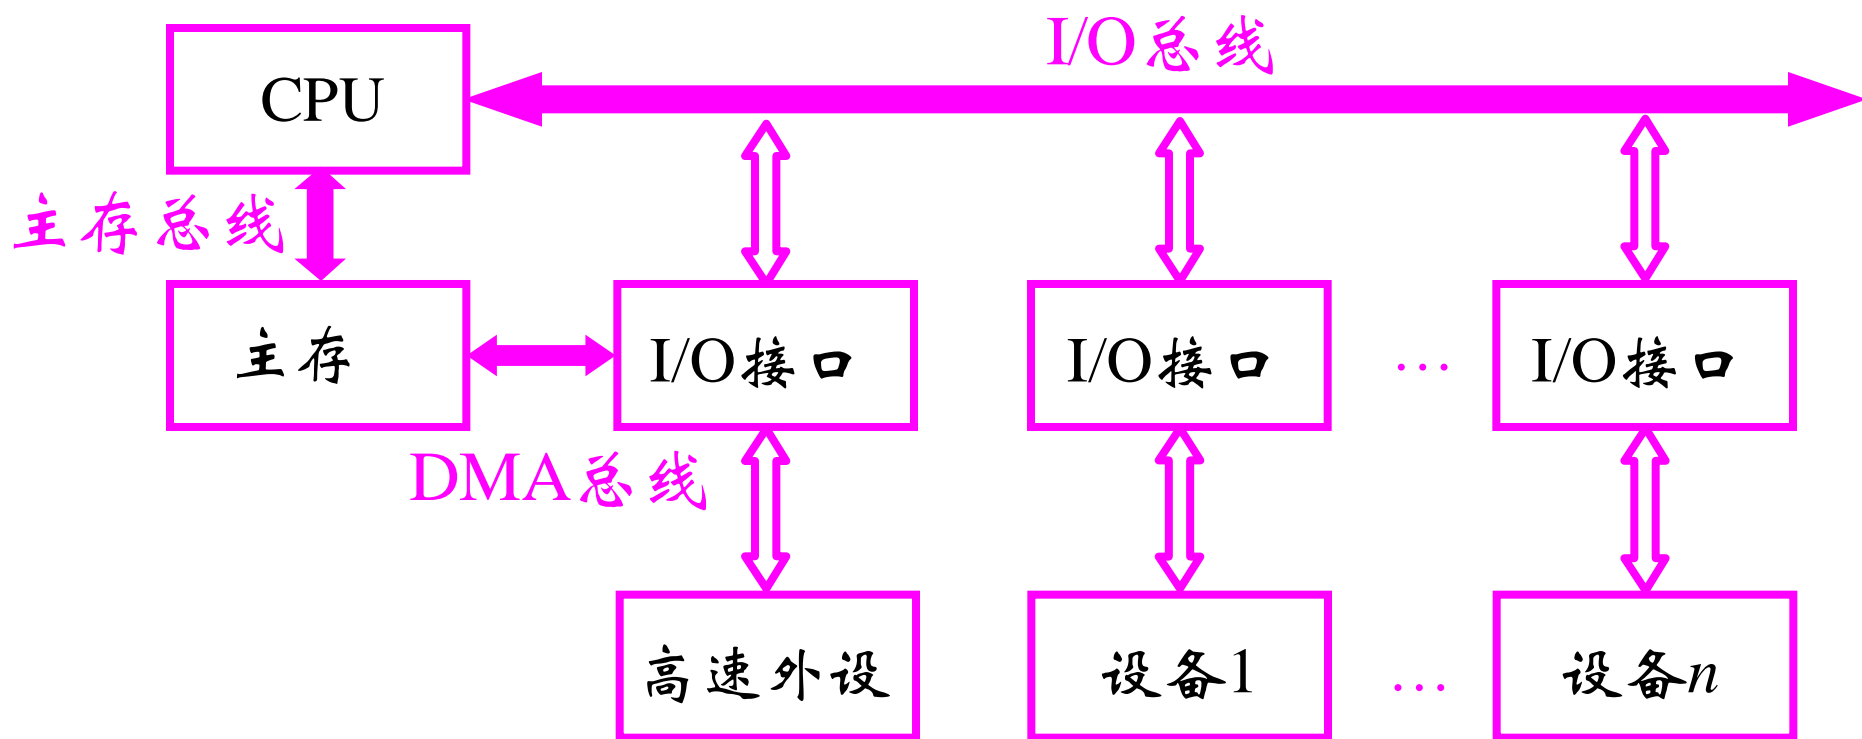 I/O总线
CPU
主存总线
主存
I/O接口
I/O接口
…
I/O接口
DMA总线
高速外设
设备1
…
设备n